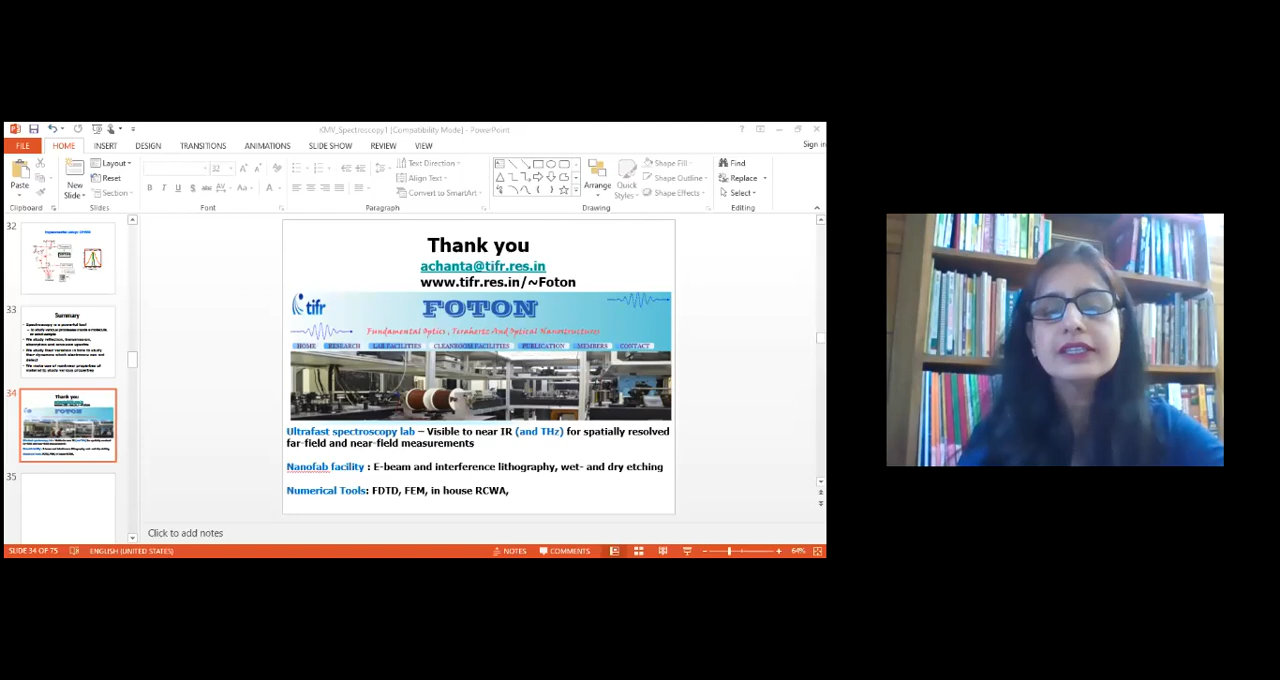 KMV_Spectroscopy1 [Compatibility Mode] - PowerPoint
FILE HOME INSERT DESIGN TRANSITIONS ANIMATIONS SLIDE SHOW REVIEW VIEW Sign in
Paste
New
Slide
Layout
Reset
Section
32
Text Direction
Align Text
Convert to SmartArt
Arrange
Quick
Styles
Shape Fill
Shape Outline
Shape Effects
Find
Replace
Select
Clipboard Slides Font Paragraph Drawing Editing
32
33
Summary
34
Thank you
FOTON
35
Thank you
achanta@tifr.res.in
www.tifr.res.in/~Foton
tifr FOTON
Fundamental Optics, Terahertz And Optical Nanostructures
HOME RESEARCH LAB FACILITIES CLEANROOM FACILITIES PUBLICATION MEMBERS CONTACT
Ultrafast spectroscopy lab – Visible to near IR (and THz) for spatially resolved
far-field and near-field measurements
Nanofab facility : E-beam and interference lithography, wet- and dry etching
Numerical Tools: FDTD, FEM, in house RCWA,
Click to add notes
SLIDE 34 OF 75 ENGLISH (UNITED STATES) NOTES COMMENTS 64%